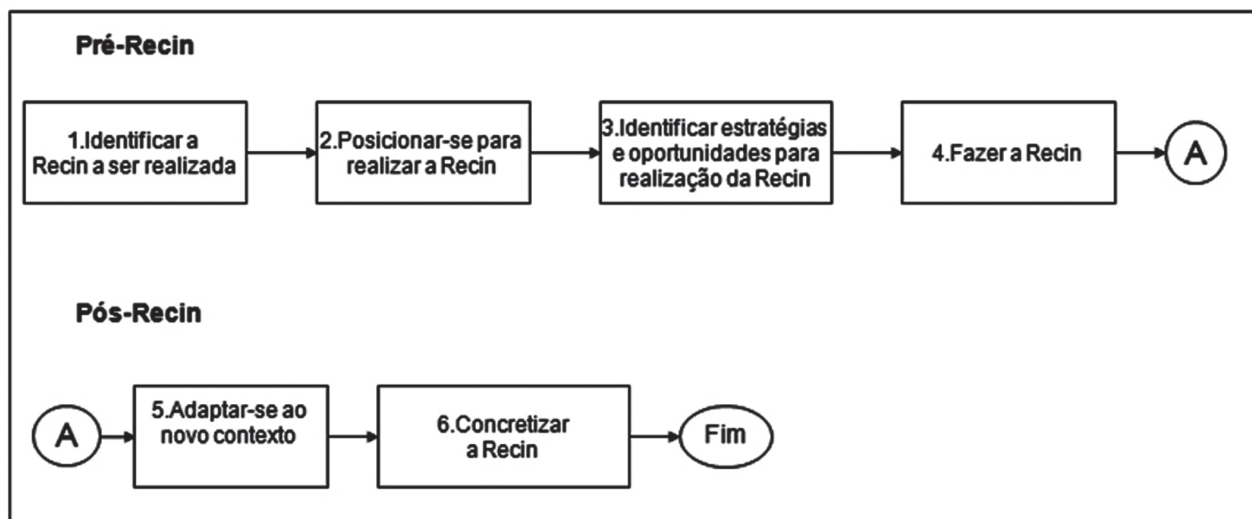 Pré-Recin
1.Identificar a
Recin a ser realizada
2.Posicionar-se para
realizar a Recin
3.Identificar estratégias
e oportunidades para
realização da Recin
4.Fazer a Recin
A
Pós-Recin
A
5.Adaptar-se ao
novo contexto
6.Concretizar
a Recin
Fim